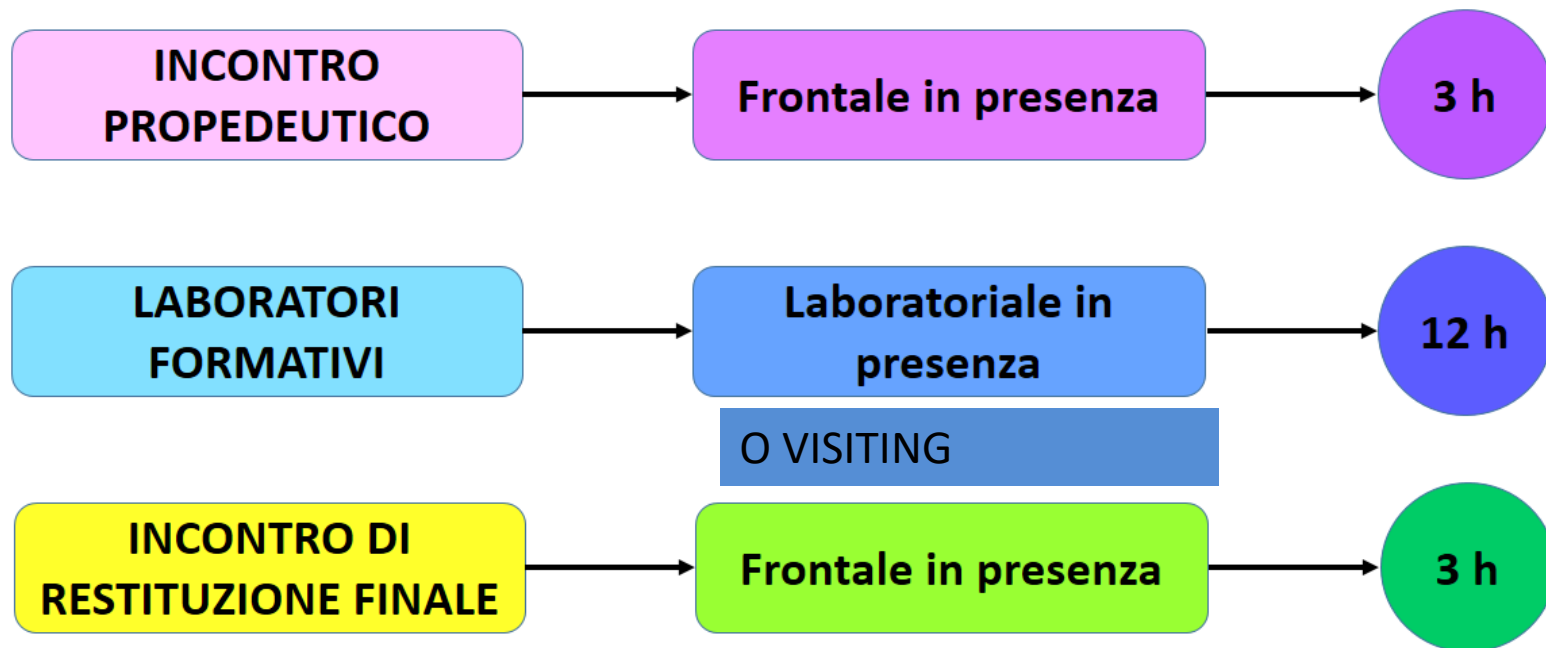 INCONTRO
PROPEDEUTICO
Frontale in presenza
3 h
LABORATORI
FORMATIVI
Laboratoriale in
presenza
12 h
O VISITING
INCONTRO DI
RESTITUZIONE FINALE
Frontale in presenza
3 h